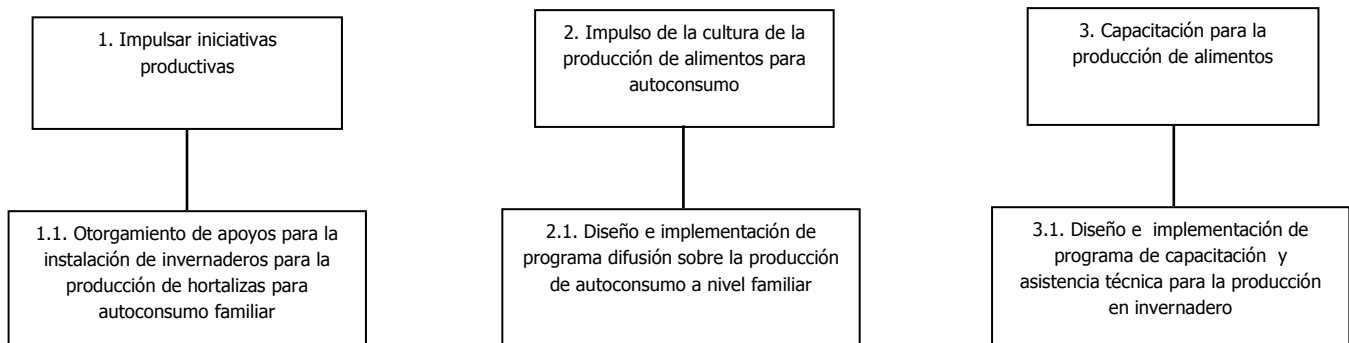 1. Impulsar iniciativas
productivas
2. Impulso de la cultura de la
producción de alimentos para
autoconsumo
3. Capacitación para la
producción de alimentos
1.1. Otorgamiento de apoyos para la
instalación de invernaderos para la
producción de hortalizas para
autoconsumo familiar
2.1. Diseño e implementación de
programa difusión sobre la producción
de autoconsumo a nivel familiar
3.1. Diseño e implementación de
programa de capacitación y
asistencia técnica para la producción
en invernadero